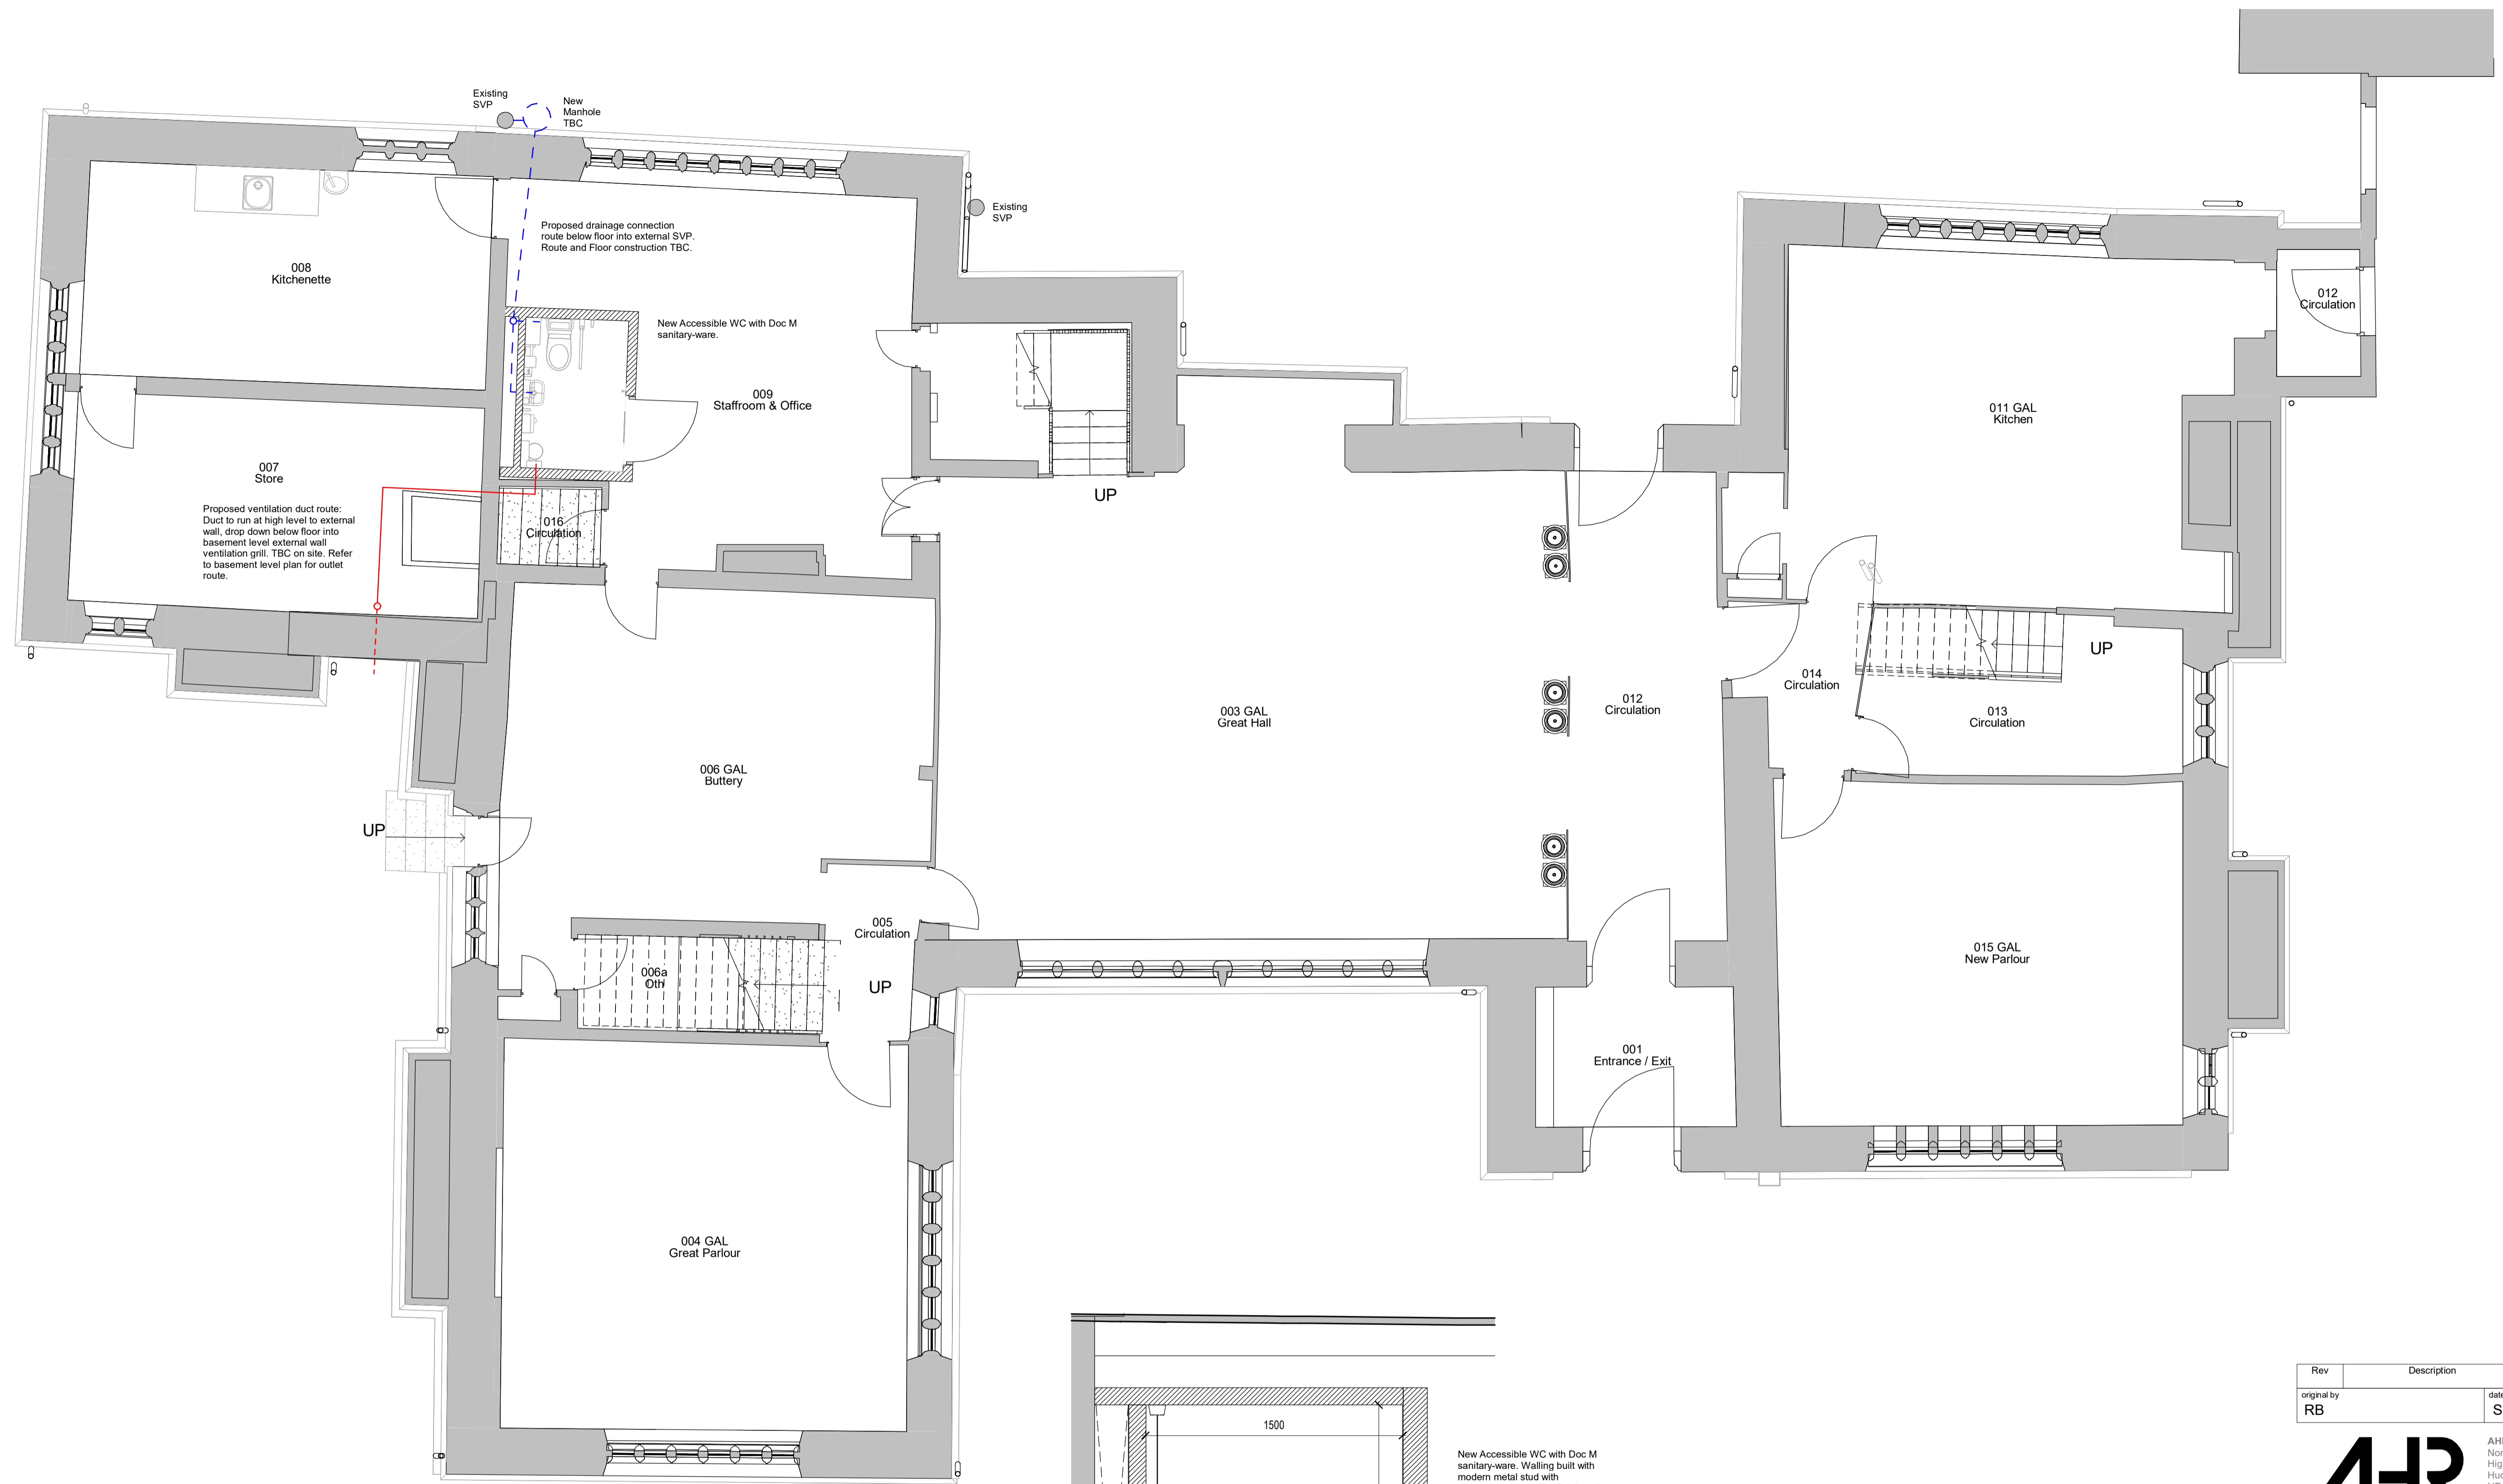 Existing
SVP
New
Manhole
TBC
Existing
SVP
Proposed drainage connection
route below floor into external SVP.
Route and Floor construction TBC.
008
Kitchenette
012
Circulation
New Accessible WC with Doc M
sanitary-ware.
009
Staffroom & Office
011 GAL
Kitchen
007
Store
UP
Proposed ventilation duct route:
Duct to run at high level to external
wall, drop down below floor into
basement level external wall
ventilation grill. TBC on site. Refer
to basement level plan for outlet
route.
016
Circulation
UP
014
Circulation
012
Circulation
003 GAL
Great Hall
013
Circulation
006 GAL
Buttery
UP
005
Circulation
006a
Oth
UP
015 GAL
New Parlour
001
Entrance / Exit
004 GAL
Great Parlour
Rev
Description
original by
date
RB
S
1500
New Accessible WC with Doc M
sanitary-ware. Walling built with
modern metal stud with
AHR
Nor
Hig